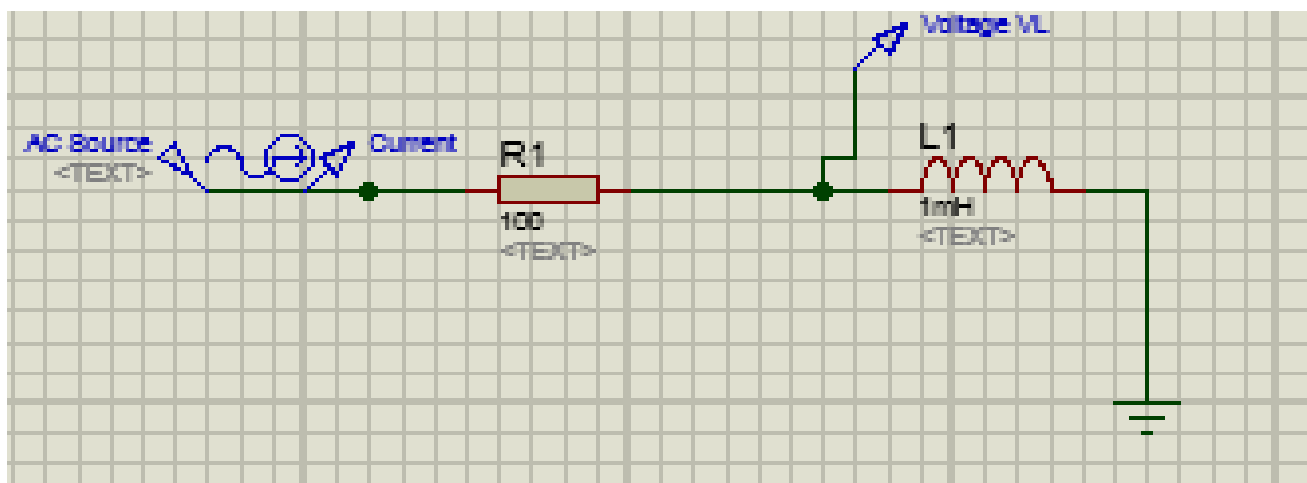 Voltage VL
AC Source
<TEXT>
Current
R1
100
<TEXT>
L1
1mH
<TEXT>